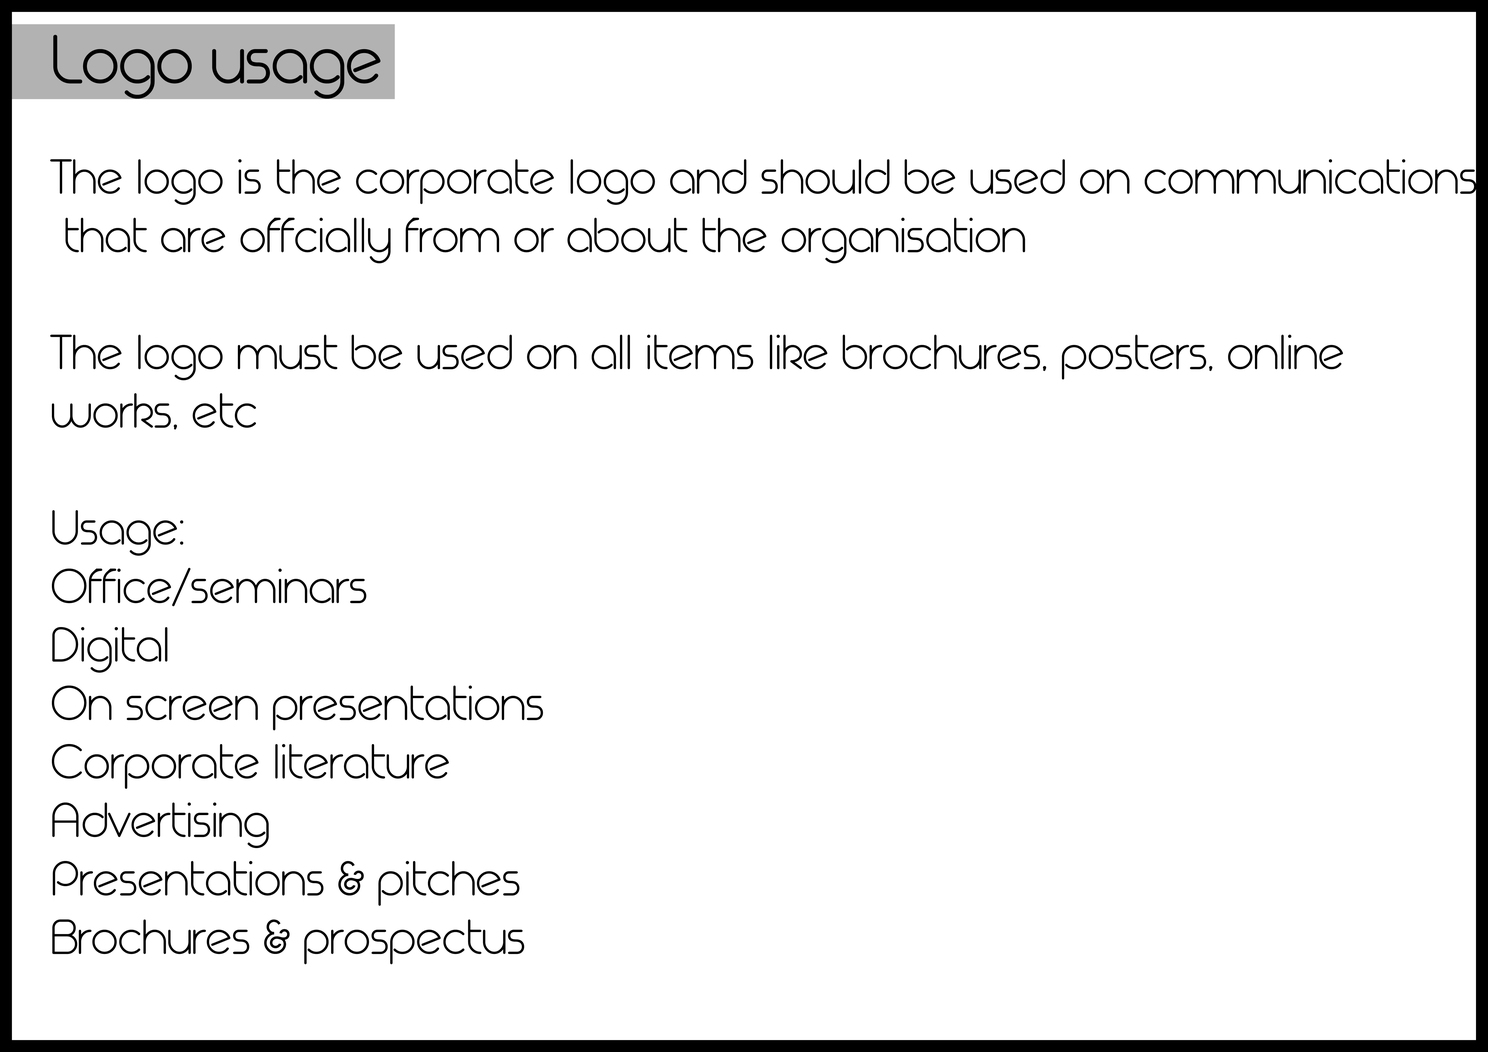 Logo usage
The logo is the corporate logo and should be used on communications
that are offcially from or about the organisation
The logo must be used on all items like brochures, posters, online
works, etc
Usage:
Office/seminars
Digital
On screen presentations
Corporate literature
Advertising
Presentations & pitches
Brochures & prospectus